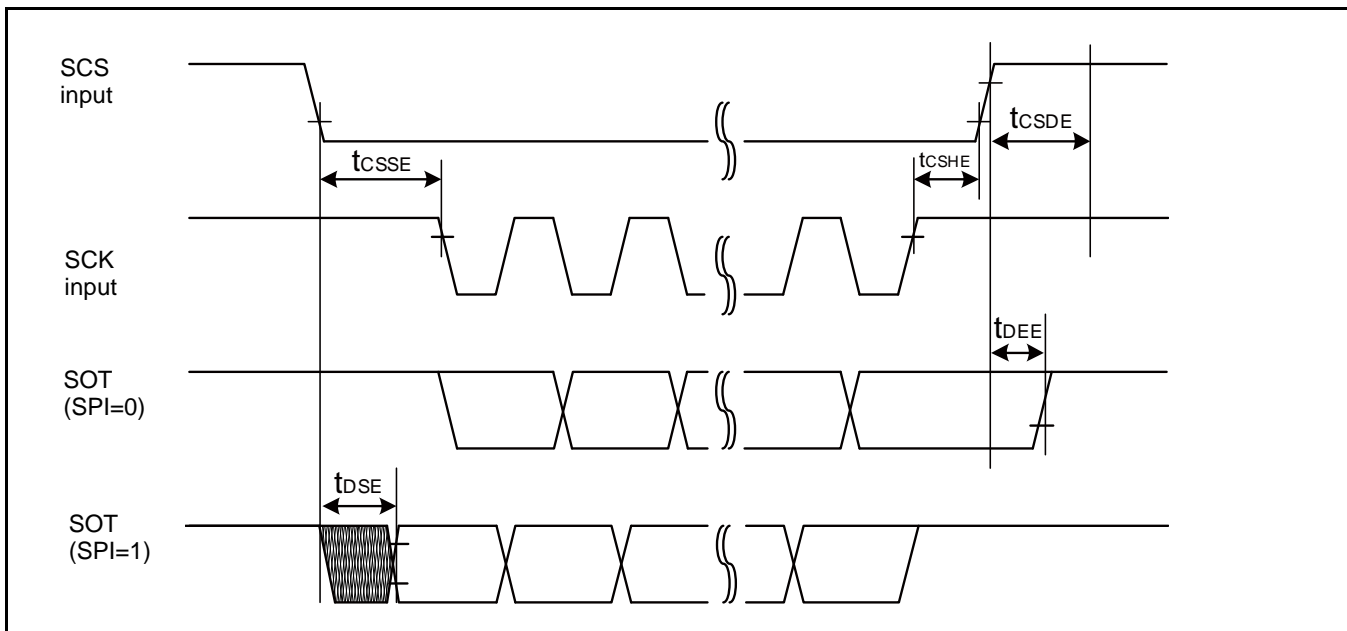 SCS
input
tCSDE
tCSSE
tCSHE
SCK
input
tDEE
SOT
(SPI=0)
tDSE
SOT
(SPI=1)